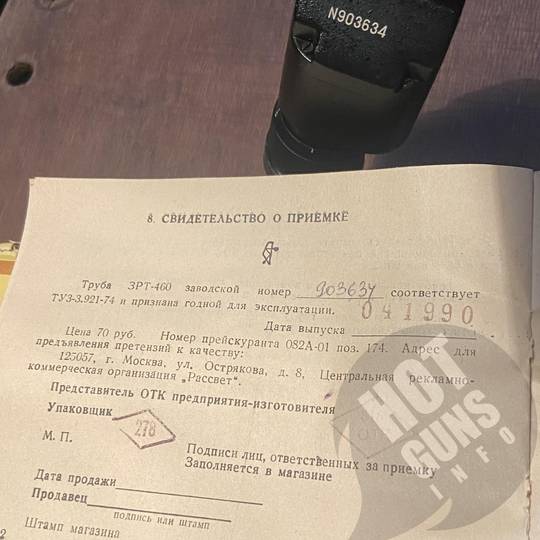 N903634
8. СВИДЕТЕЛЬСТВО О ПРИЕМКЕ
Труба ЗРТ-460 заводской номер 903634 соответствует
ТУ3-3.921-74 и признана годной для эксплуатации.
041990
Дата выпуска
Цена 70 руб. Номер прейскуранта 082А-01 поз. 174. Адрес для
предъявления претензий к качеству:
125057, г. Москва, ул. Острякова, д. 8, Центральная рекламно-
коммерческая организация „Рассвет".
Представитель ОТК предприятия-изготовителя
Упаковщик
278
ОТК
М. П.
Подписи лиц, ответственных за приемку
Заполняется в магазине
Дата продажи
Продавец
подпись или штамп
Штамп магазина
2
HOT
GUNS
INFO